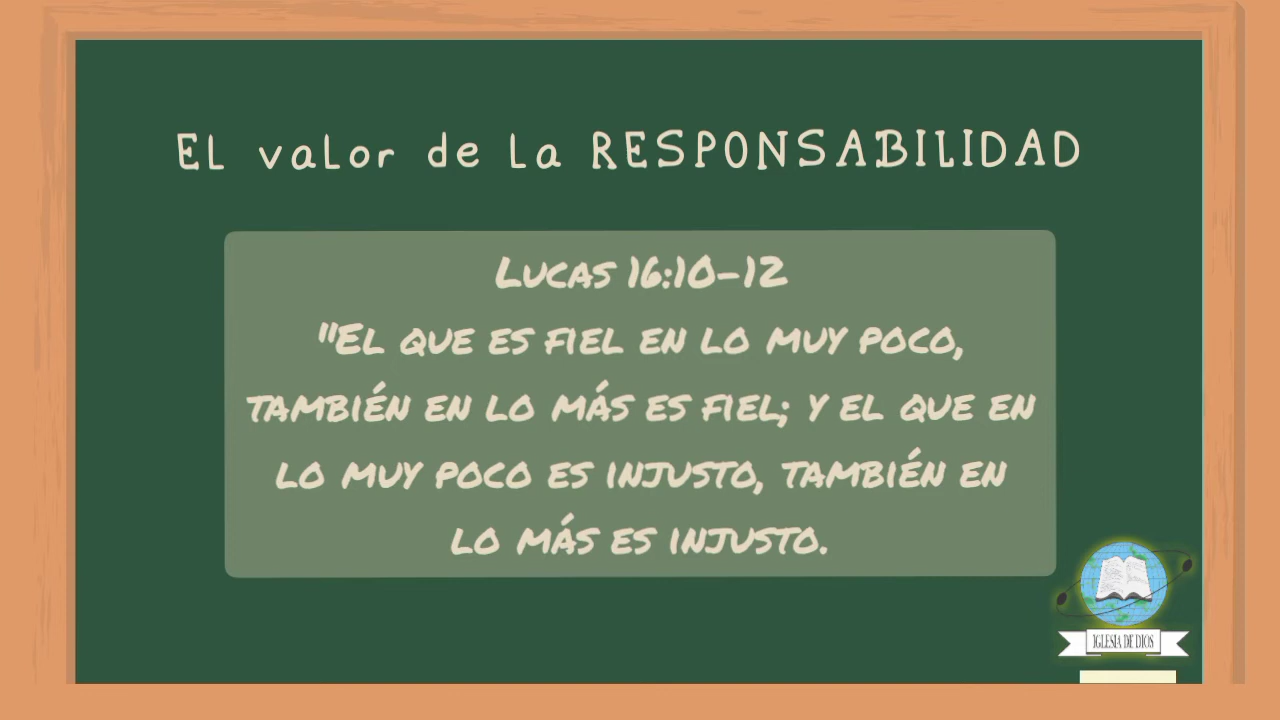 El valor de la RESPONSABILIDAD
Lucas 16:10-12
"El que es fiel en lo muy poco,
también en lo más es fiel; y el que en
lo muy poco es injusto, también en
lo más es injusto.
IGLESIA DE DIOS